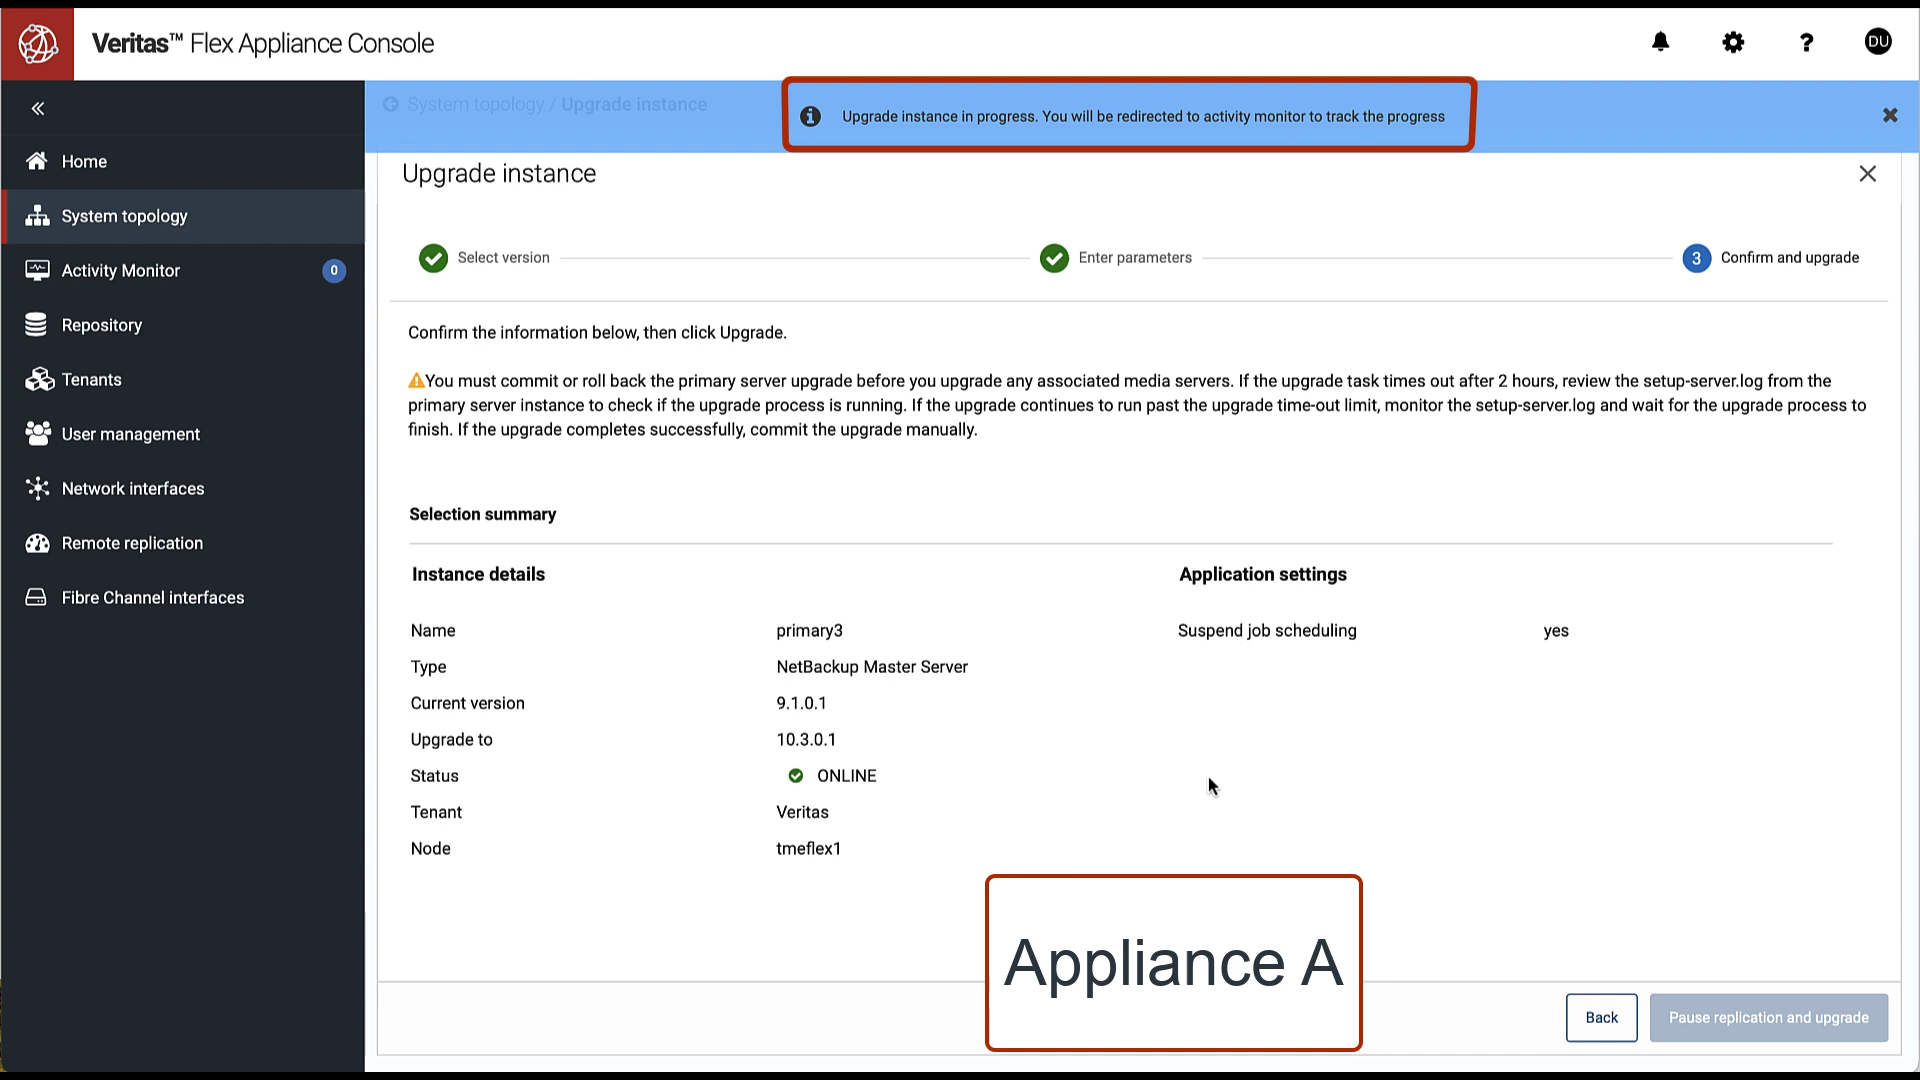 Veritas™ Flex Appliance Console
DU
System topology / Upgrade instance
Upgrade instance in progress. You will be redirected to activity monitor to track the progress
Home
System topology
Activity Monitor
0
Repository
Tenants
User management
Network interfaces
Remote replication
Fibre Channel interfaces
Upgrade instance
Select version
Enter parameters
3 Confirm and upgrade
Confirm the information below, then click Upgrade.
You must commit or roll back the primary server upgrade before you upgrade any associated media servers. If the upgrade task times out after 2 hours, review the setup-server.log from the
primary server instance to check if the upgrade process is running. If the upgrade continues to run past the upgrade time-out limit, monitor the setup-server.log and wait for the upgrade process to
finish. If the upgrade completes successfully, commit the upgrade manually.
Selection summary
Instance details
Application settings
Name primary3
Suspend job scheduling yes
Type NetBackup Master Server
Current version 9.1.0.1
Upgrade to 10.3.0.1
Status ONLINE
Tenant Veritas
Node tmeflex1
Appliance A
Back
Pause replication and upgrade